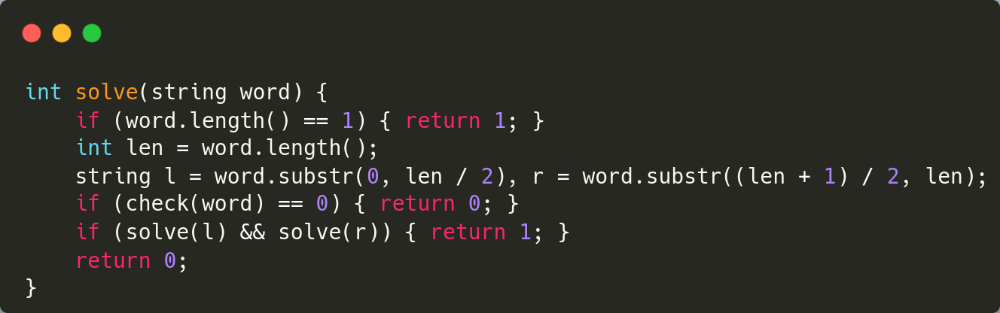 int solve(string word) {
    if (word.length() == 1) { return 1; }
    int len = word.length();
    string l = word.substr(0, len / 2), r = word.substr((len + 1) / 2, len);
    if (check(word) == 0) { return 0; }
    if (solve(l) && solve(r)) { return 1; }
    return 0;
}